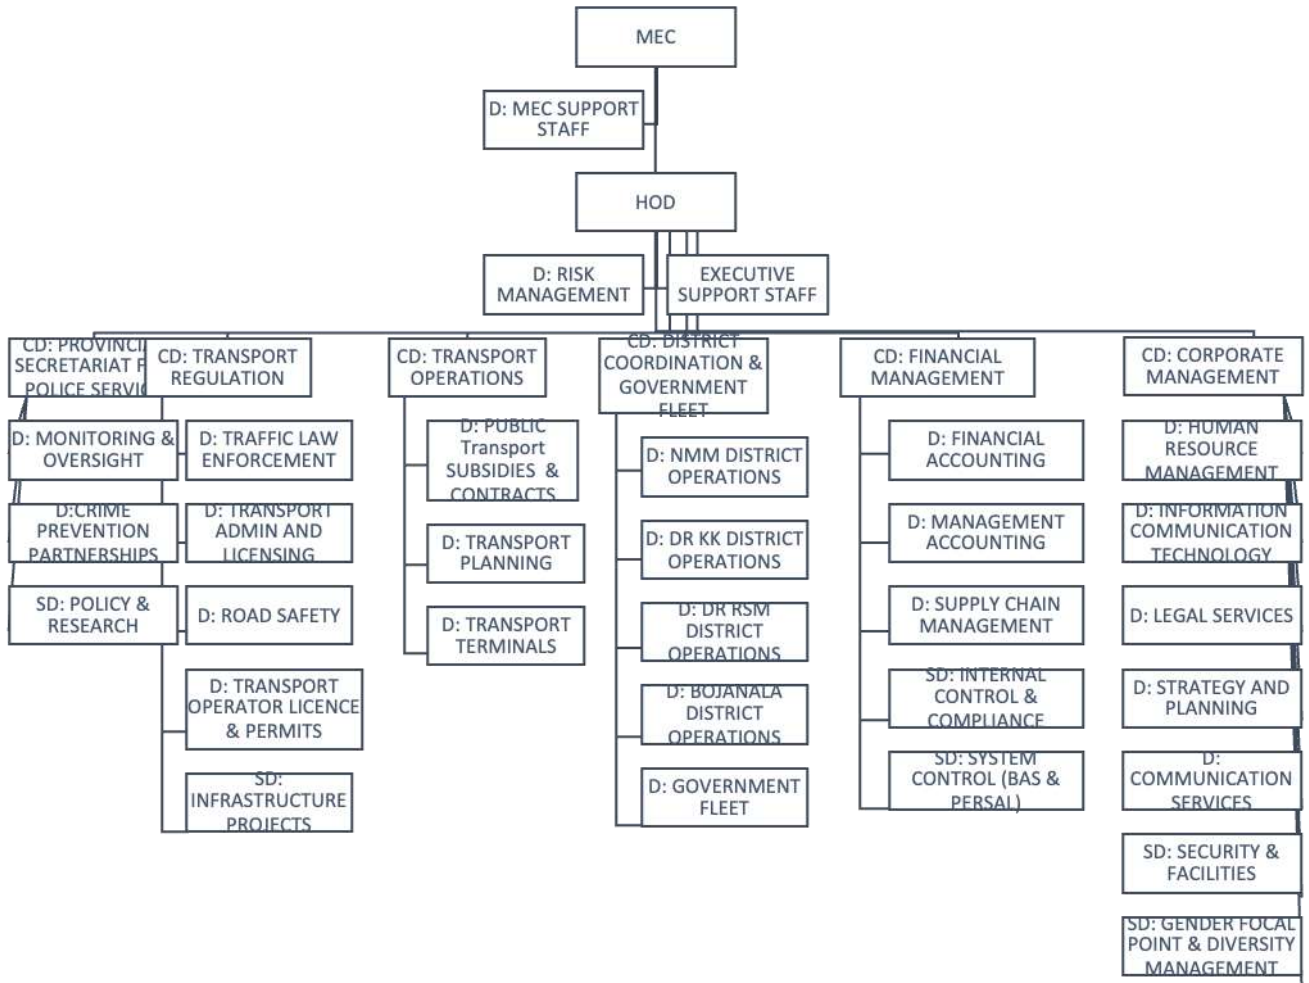 MEC
D: MEC SUPPORT
STAFF
HOD
D: RISK
MANAGEMENT
EXECUTIVE
SUPPORT STAFF
CD:
SECRETARIAT
POLICE
D: MONITORING &
OVERSIGHT
D:CRIME
PREVENTION
PARTNERSHIPS
SD: POLICY &
RESEARCH
CD: TRANSPORT
REGULATION
D: TRAFFIC LAW
ENFORCEMENT
D: TRANSPORT
ADMIN AND
LICENSING
D: ROAD SAFETY
D: TRANSPORT
OPERATOR LICENCE
& PERMITS
SD:
INFRASTRUCTURE
PROJECTS
CD: TRANSPORT
OPERATIONS
D: PUBLIC
Transport
SUBSIDIES &
CONTRACTS
D: TRANSPORT
PLANNING
D: TRANSPORT
TERMINALS
CD: DISTRICT
COORDINATION &
GOVERNMENT
FLEET
D: NMM DISTRICT
OPERATIONS
D: DR KK DISTRICT
OPERATIONS
D: DR RSM
DISTRICT
OPERATIONS
D: BOJANALA
DISTRICT
OPERATIONS
D: GOVERNMENT
FLEET
CD: FINANCIAL
MANAGEMENT
D: FINANCIAL
ACCOUNTING
D: MANAGEMENT
ACCOUNTING
D: SUPPLY CHAIN
MANAGEMENT
SD: INTERNAL
CONTROL &
COMPLIANCE
SD: SYSTEM
CONTROL (BAS &
PERSAL)
CD: CORPORATE
MANAGEMENT
D: HUMAN
RESOURCE
MANAGEMENT
D: INFORMATION
COMMUNICATION
TECHNOLOGY
D: LEGAL SERVICES
D: STRATEGY AND
PLANNING
D:
COMMUNICATION
SERVICES
SD: SECURITY &
FACILITIES
SD: GENDER FOCAL
POINT & DIVERSITY
MANAGEMENT